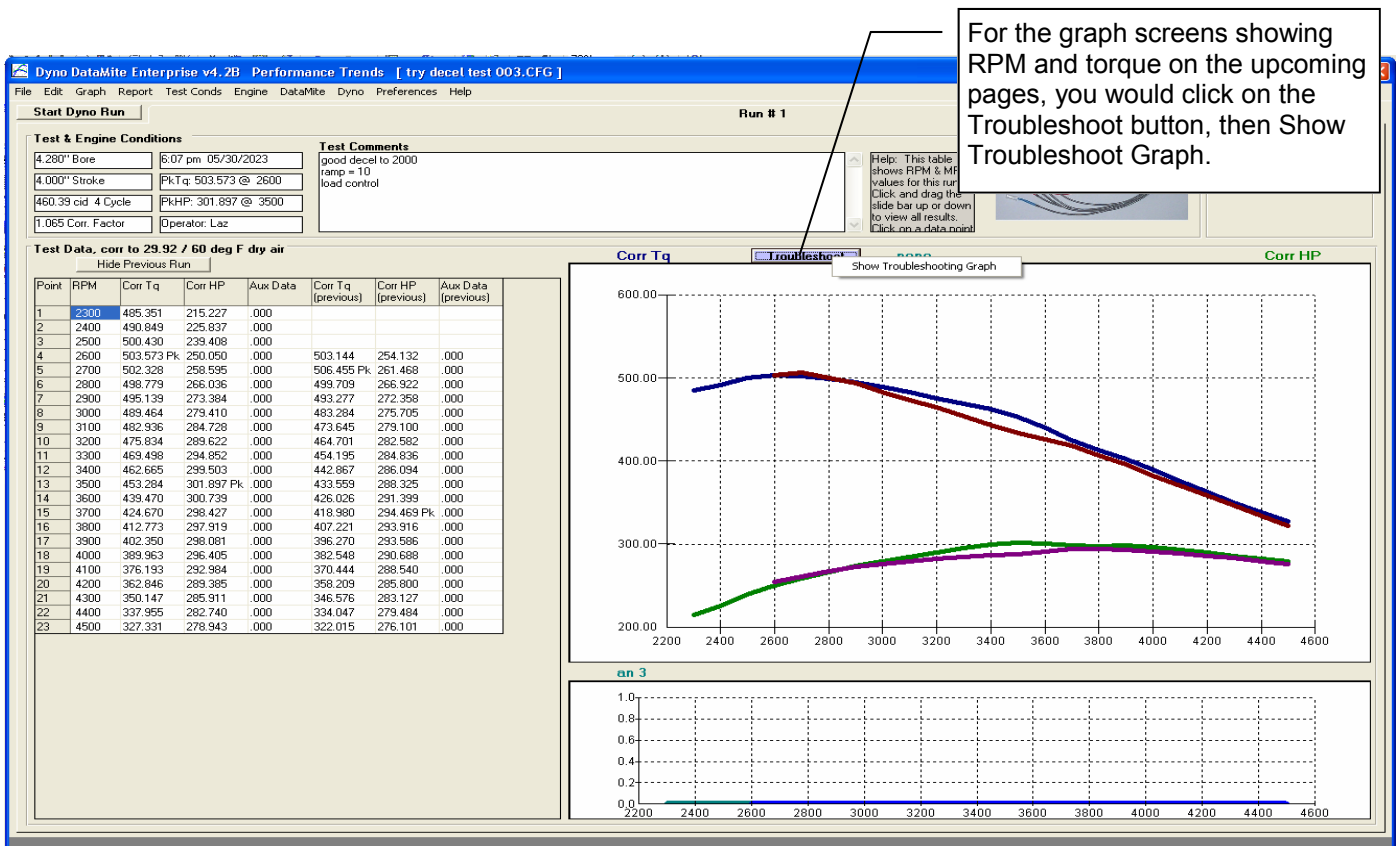 For the graph screens showing
RPM and torque on the upcoming
pages, you would click on the
Troubleshoot button, then Show
Troubleshoot Graph.
Dyno DataMite Enterprise v4.2B Performance Trends [ try decel test 003.CFG ]
File Edit Graph Report Test Conds Engine DataMite Dyno Preferences Help
Start Dyno Run
Run # 1
Test & Engine Conditions
4.280" Bore 6:07 pm 05/30/2023
4.000" Stroke PkTq: 503.573 @ 2600
460.39 cid 4 Cycle PkHP: 301.897 @ 3500
1.065 Corr. Factor Operator: Laz
Test Comments
good decel to 2000
ramp = 10
load control
Help: This table
shows RPM & MP
values for this run
Click and drag the
slide bar up or down
to view all results.
Click on a data point
Test Data, corr to 29.92 / 60 deg F dry air
Hide Previous Run
Point RPM Corr Tq Corr HP Aux Data Corr Tq (previous) Corr HP (previous) Aux Data (previous)
1 2300 485.351 215.227 .000
2 2400 490.849 225.837 .000
3 2500 500.430 239.408 .000
4 2600 503.573 Pk 250.050 .000 503.144 254.132 .000
5 2700 502.328 258.595 .000 506.455 Pk 261.468 .000
6 2800 498.779 266.036 .000 499.709 266.922 .000
7 2900 495.135 273.384 .000 493.277 272.358 .000
8 3000 489.464 279.410 .000 483.284 275.705 .000
9 3100 482.936 284.728 .000 473.645 279.100 .000
10 3200 475.834 289.622 .000 464.701 282.582 .000
11 3300 469.498 294.852 .000 454.195 284.836 .000
12 3400 462.665 299.503 .000 442.867 286.094 .000
13 3500 453.284 301.897 Pk .000 433.559 288.325 .000
14 3600 439.470 300.739 .000 426.026 291.399 .000
15 3700 424.670 298.427 .000 418.980 294.469 Pk .000
16 3800 412.773 297.919 .000 407.221 293.916 .000
17 3900 402.350 298.081 .000 396.270 293.586 .000
18 4000 389.963 296.405 .000 382.546 290.688 .000
19 4100 376.193 292.984 .000 370.444 288.540 .000
20 4200 362.846 289.385 .000 358.209 285.800 .000
21 4300 350.147 285.911 .000 346.576 283.127 .000
22 4400 337.955 282.740 .000 334.047 279.484 .000
23 4500 327.331 278.943 .000 322.015 276.101 .000
Corr Tq Troubleshoot Corr HP
Show Troubleshooting Graph
600.00
500.00
400.00
300.00
200.00
2200 2400 2600 2800 3000 3200 3400 3600 3800 4000 4200 4400 4600
an 3
1.0
0.8
0.6
0.4
0.2
0.0
2200 2400 2600 2800 3000 3200 3400 3600 3800 4000 4200 4400 4600